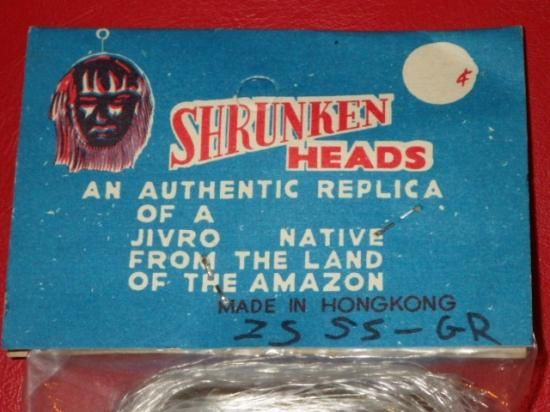 ¢
SHRUNKEN
HEADS
AN AUTHENTIC REPLICA
OF A
JIVRO NATIVE
FROM THE LAND
OF THE AMAZON
MADE IN HONGKONG
ZS SS-GR